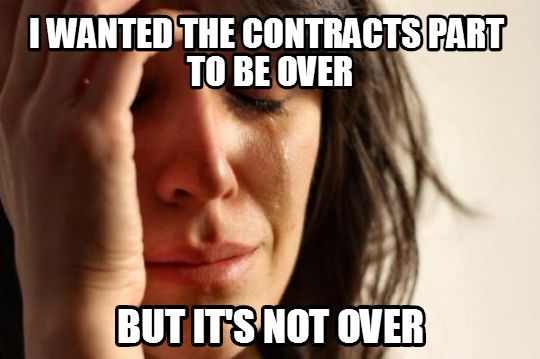 I WANTED THE CONTRACTS PART
TO BE OVER
BUT IT'S NOT OVER